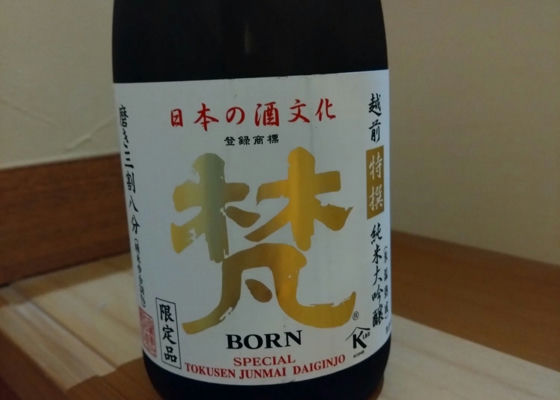 日本の酒文化
登録商標
梵
BORN
SPECIAL
TOKUSEN JUNMAI DAIGINJO
越前
特撰
純米大吟醸
磨き三割八分
限定品
K